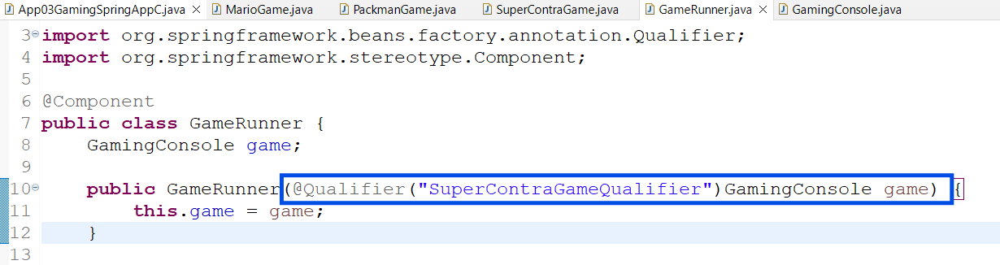 App03GamingSpringAppC.java MarioGame.java PackmanGame.java SuperContraGame.java GameRunner.java GamingConsole.java
3 import org.springframework.beans.factory.annotation.Qualifier;
4 import org.springframework.stereotype.Component;
5
6 @Component
7 public class GameRunner {
8 GamingConsole game;
9
10 public GameRunner(@Qualifier("SuperContraGameQualifier")GamingConsole game) {
11 this.game = game;
12 }
13